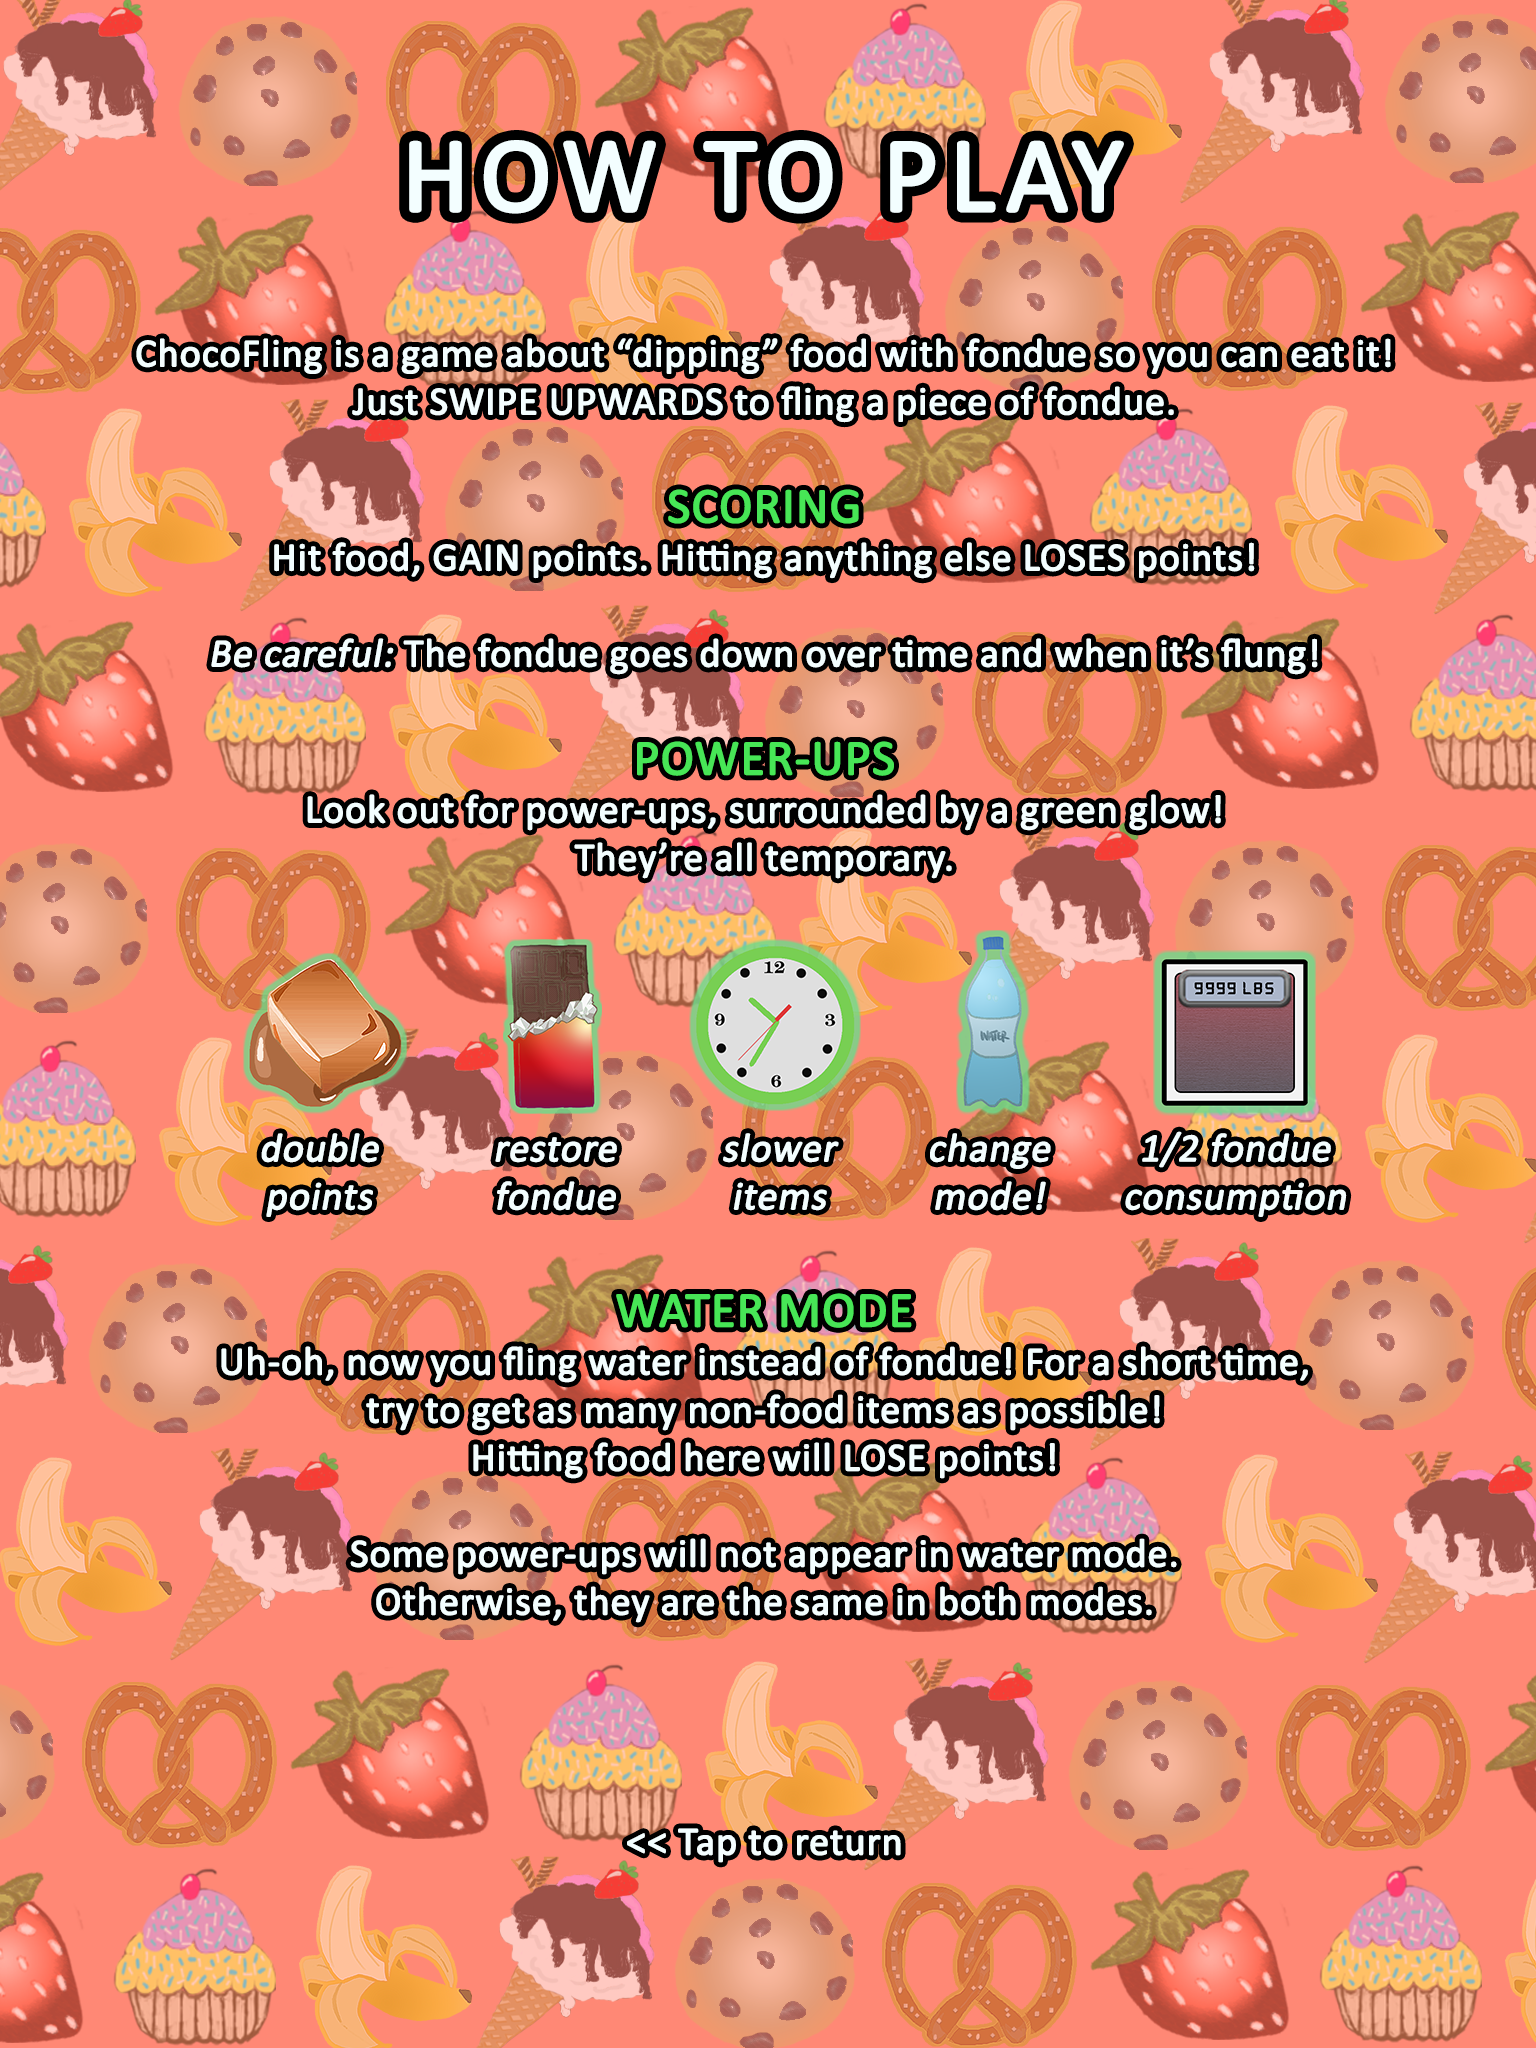 HOW TO PLAY
ChocoFling is a game about “dipping” food with fondue so you can eat it!
Just SWIPE UPWARDS to fling a piece of fondue.
SCORING
Hit food, GAIN points. Hitting anything else LOSES points!
Be careful: The fondue goes down over time and when it’s flung!
POWER-UPS
Look out for power-ups, surrounded by a green glow!
They’re all temporary.
12
9
3
6
WATER
9999 LBS
double
points
restore
fondue
slower
items
change
mode!
1/2 fondue
consumption
WATER MODE
Uh-oh, now you fling water instead of fondue! For a short time,
try to get as many non-food items as possible!
Hitting food here will LOSE points!
Some power-ups will not appear in water mode.
Otherwise, they are the same in both modes.
<< Tap to return